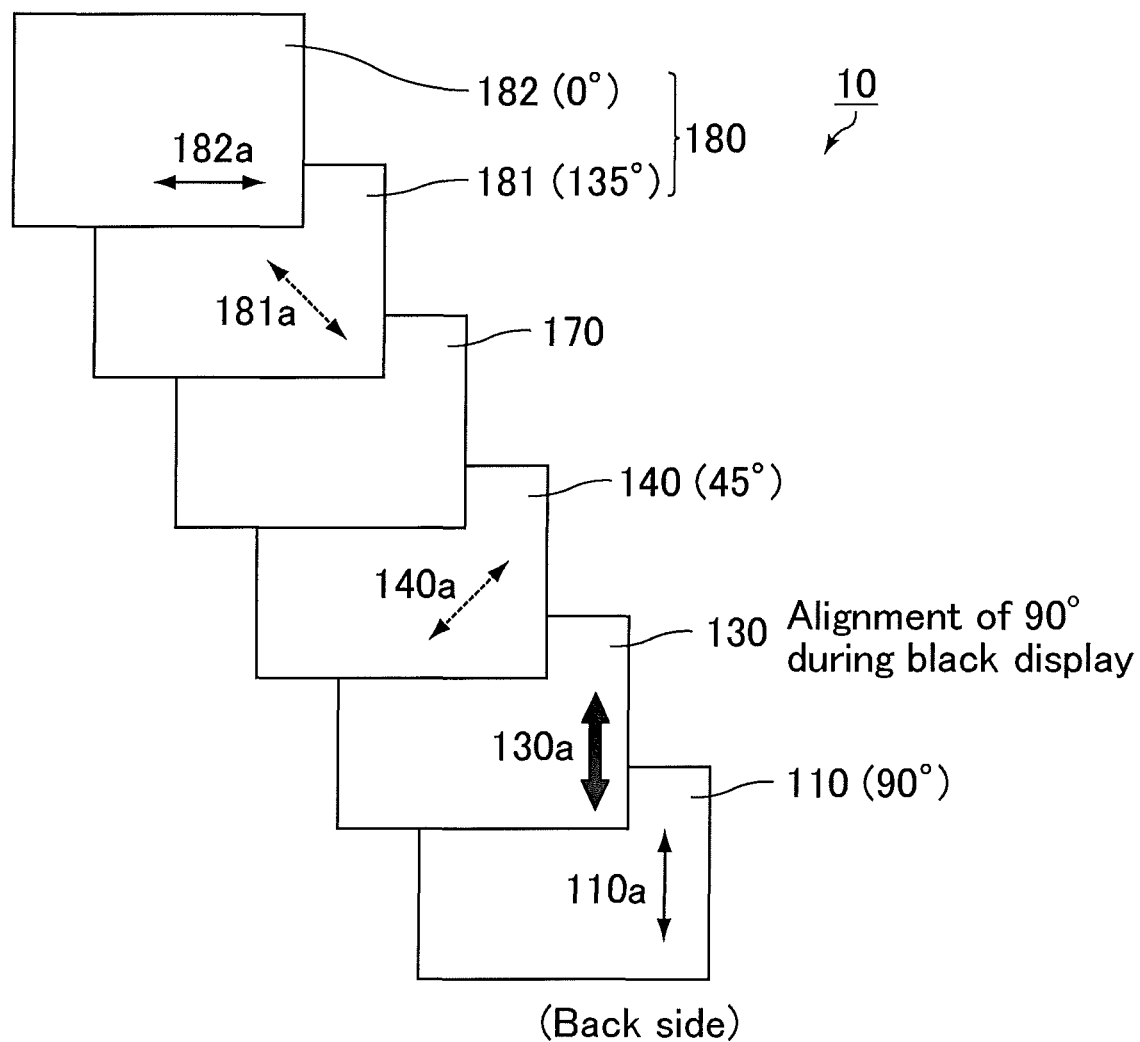 182 (0°)
10
180
182a
181 (135°)
181a
170
140 (45°)
140a
130
Alignment of 90°
during black display
130a
110 (90°)
110a
(Back side)